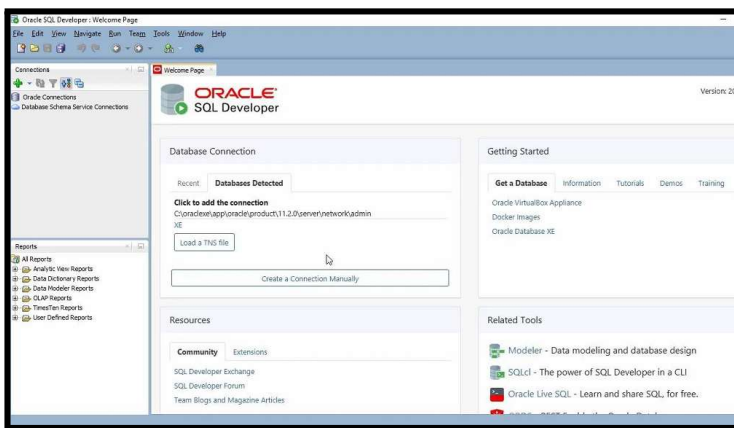 Oracle SQL Developer : Welcome Page
File Edit View Navigate Run Team Tools Window Help
Connections
Oracle Connections
Database Schema Service Connections
Reports
All Reports
Analytic View Reports
Data Dictionary Reports
Data Modeler Reports
OLAP Reports
TimesTen Reports
User Defined Reports
Welcome Page
ORACLE
SQL Developer
Version: 20
Database Connection
Recent Databases Detected
Click to add the connection
C:\oraclexe\app\oracle\product\11.2.0\server\network\admin
XE
Load a TNS file
Create a Connection Manually
Getting Started
Get a Database Information Tutorials Demos Training
Oracle VirtualBox Appliance
Docker Images
Oracle Database XE
Resources
Community Extensions
SQL Developer Exchange
SQL Developer Forum
Team Blogs and Magazine Articles
Related Tools
Modeler - Data modeling and database design
SQLcl - The power of SQL Developer in a CLI
Oracle Live SQL - Learn and share SQL, for free.